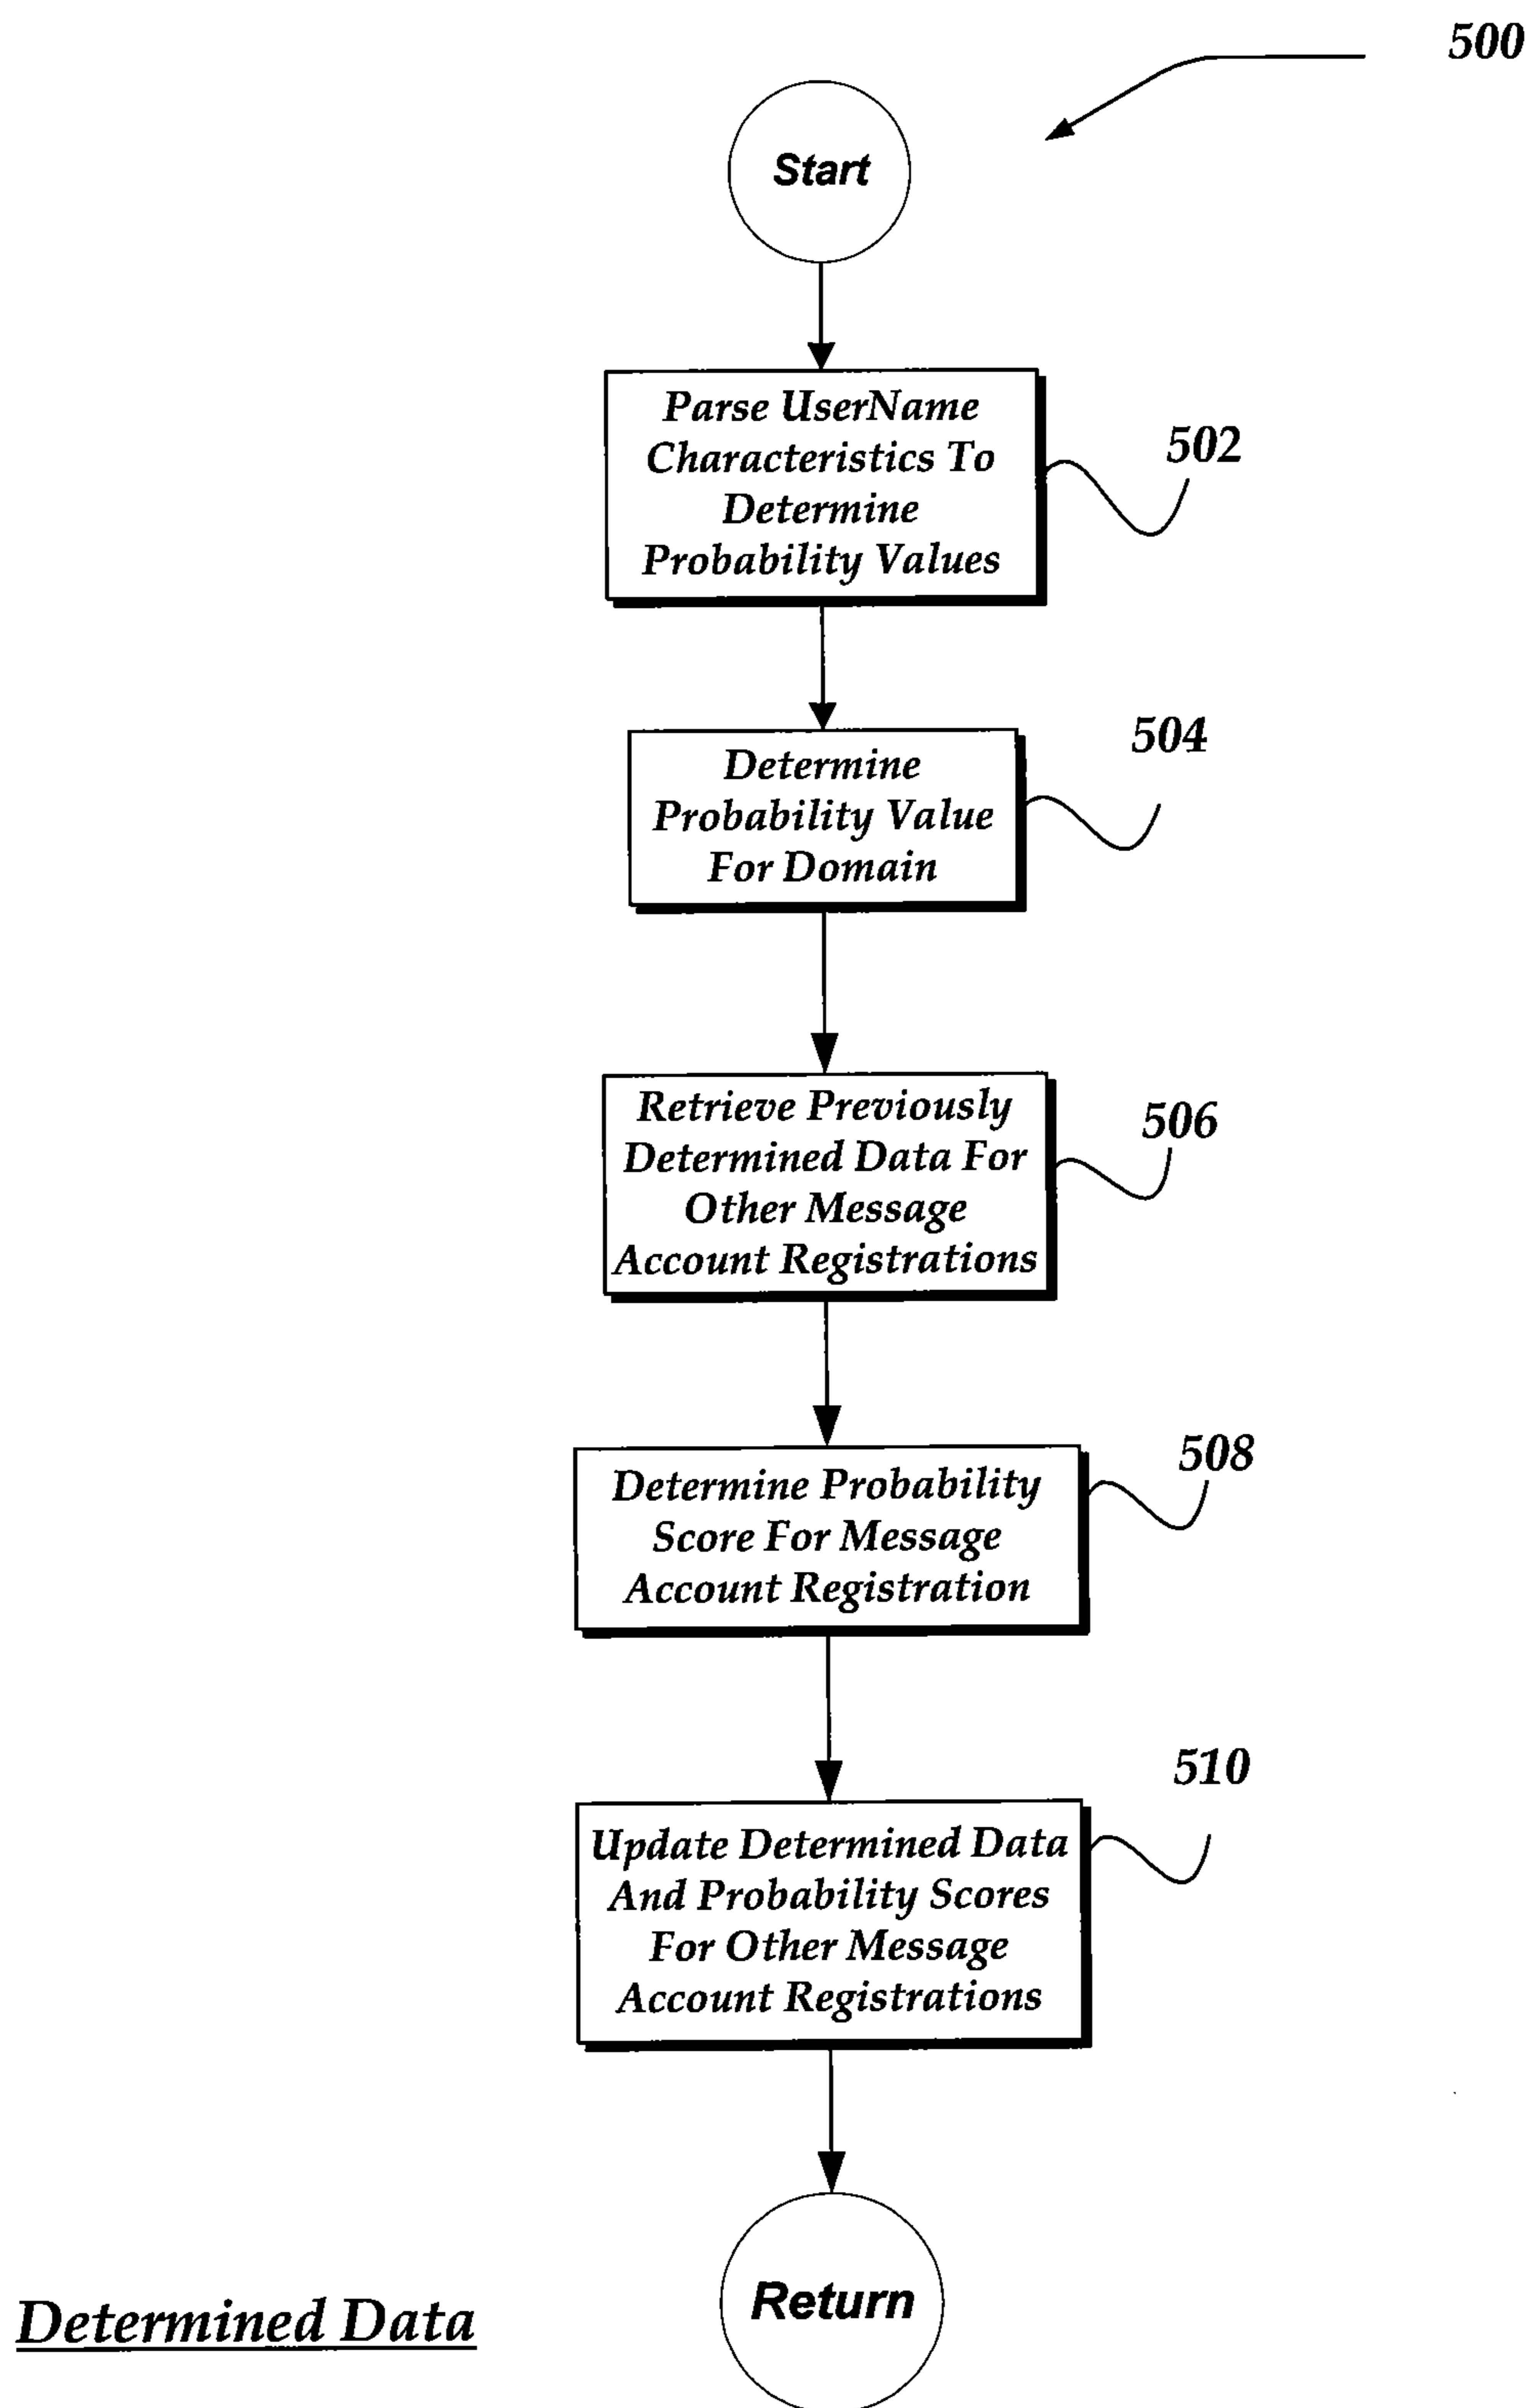 500
Start
Parse UserName
Characteristics To
Determine
Probability Values
502
Determine
Probability Value
For Domain
504
Retrieve Previously
Determined Data For
Other Message
Account Registrations
506
Determine Probability
Score For Message
Account Registration
508
Update Determined Data
And Probability Scores
For Other Message
Account Registrations
510
Return
Determined Data